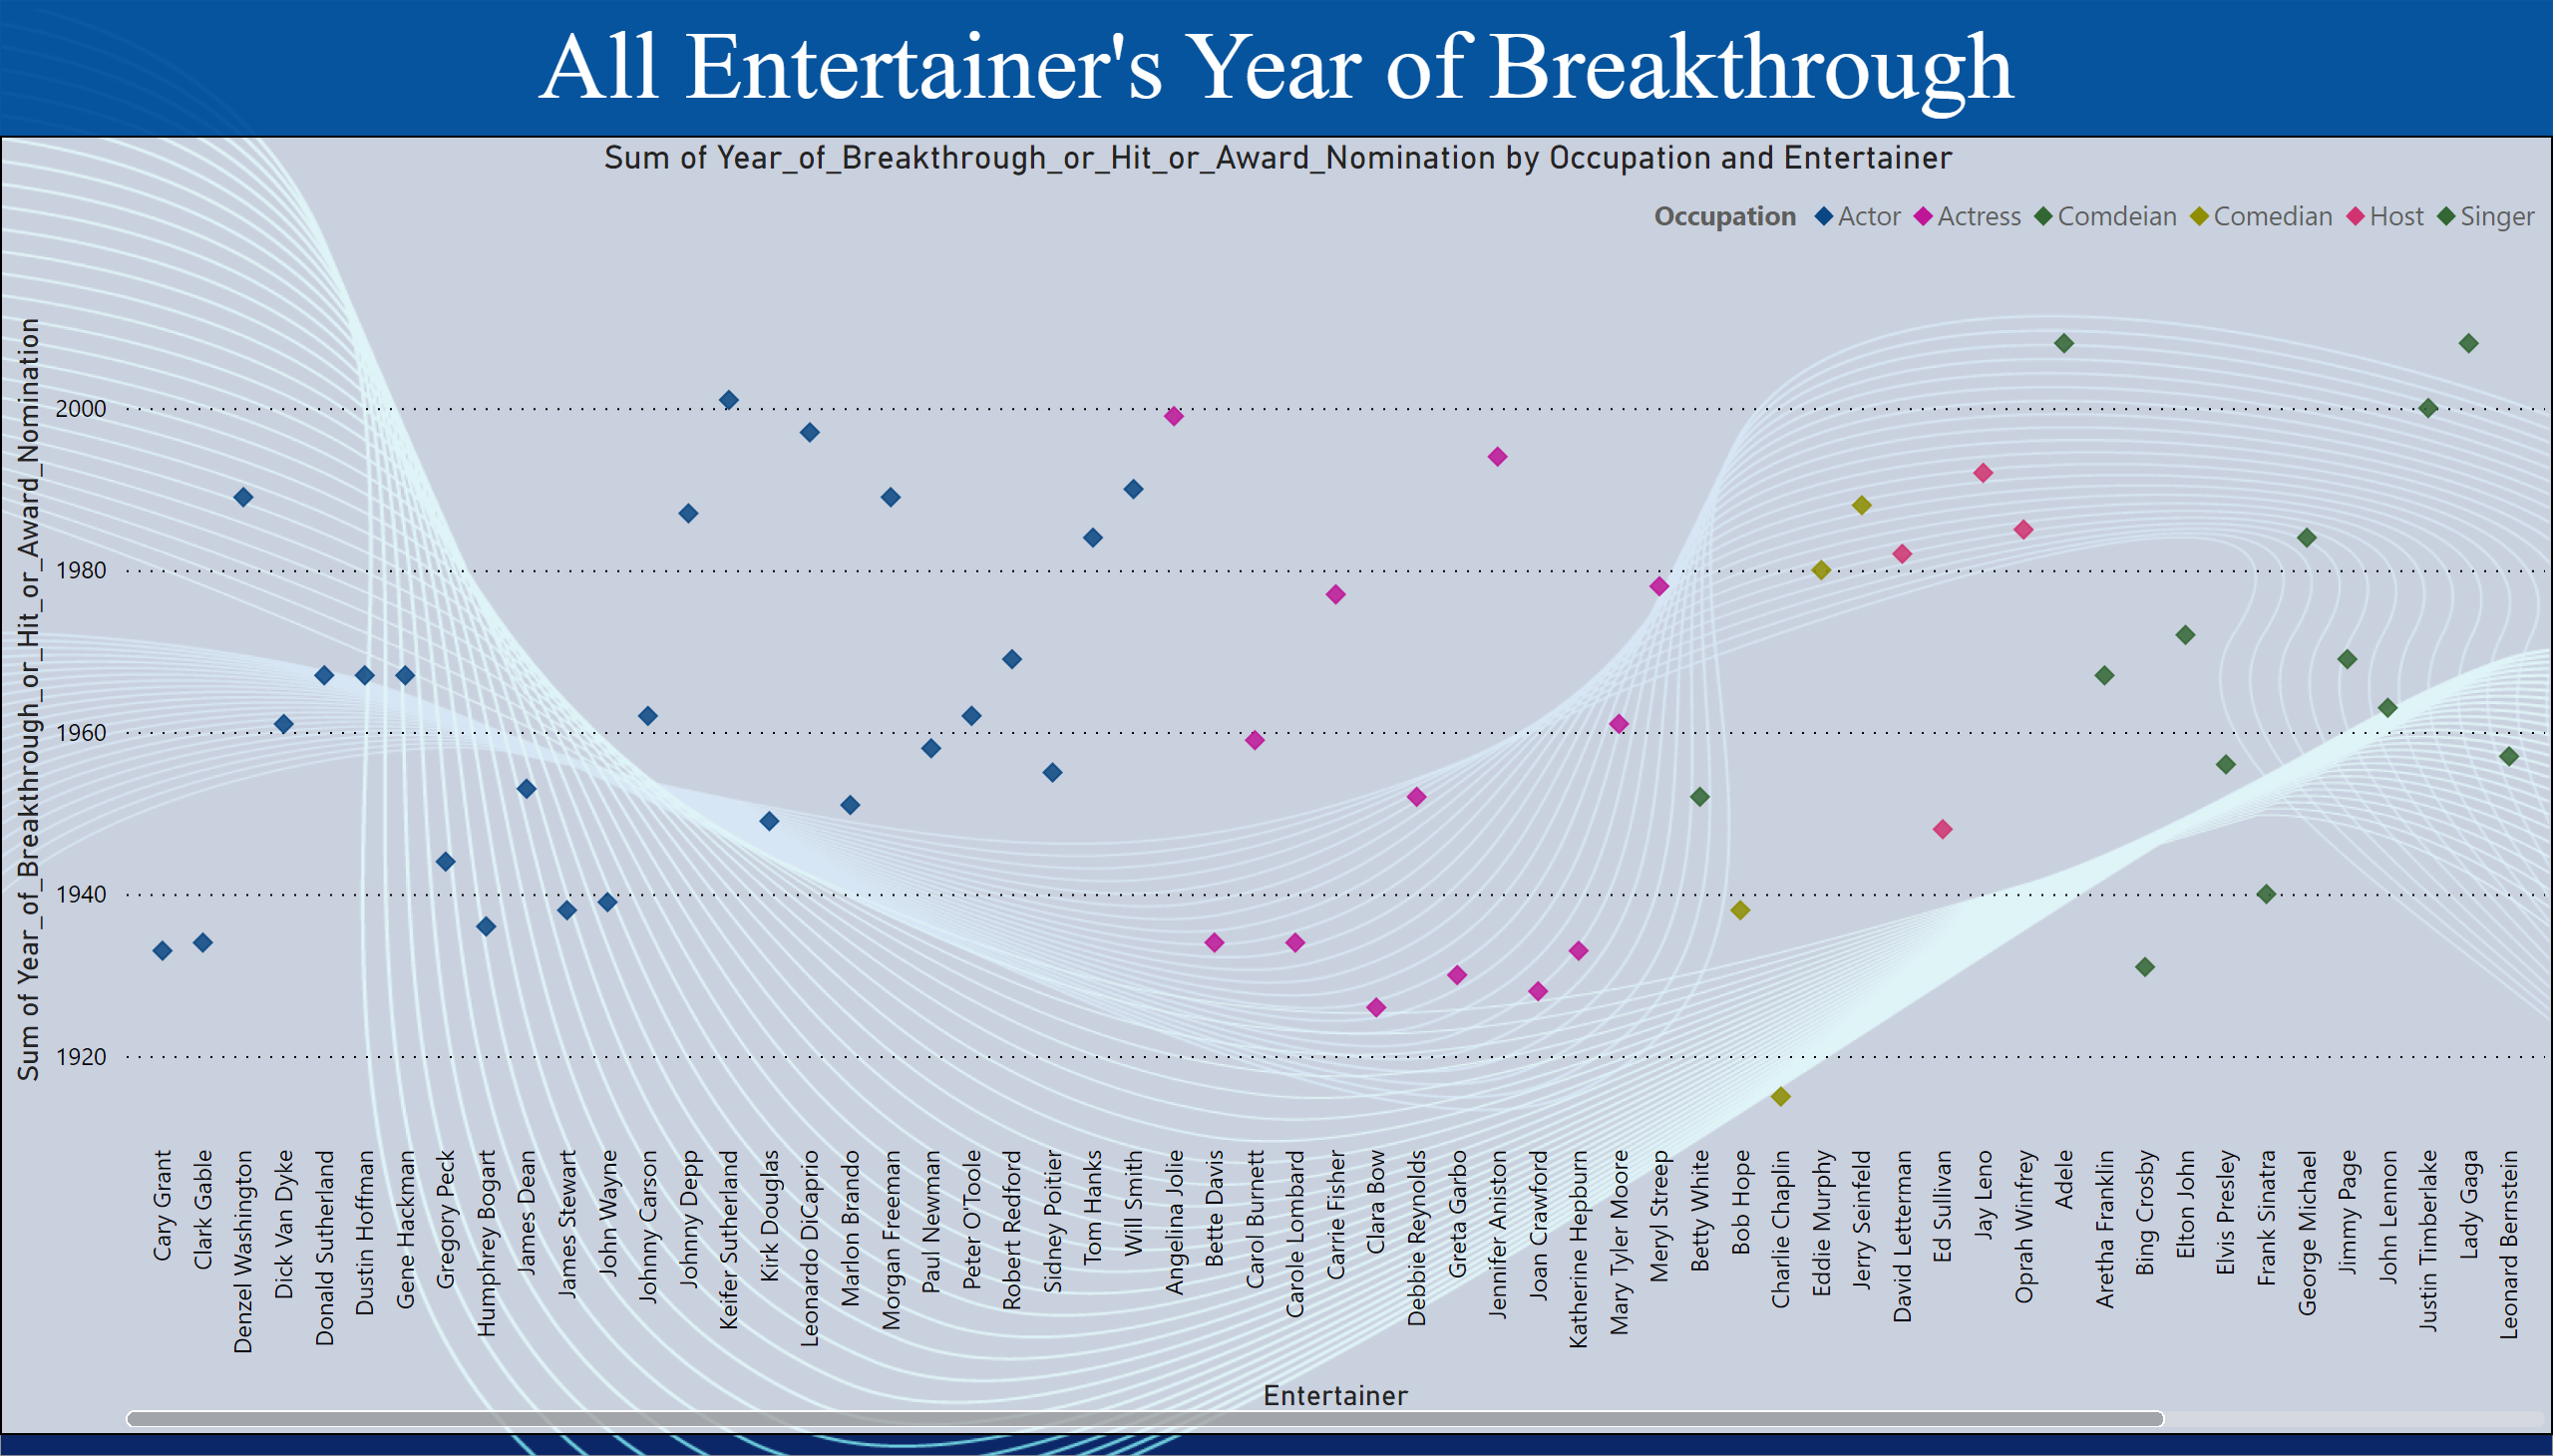 All Entertainer's Year of Breakthrough
Sum of Year_of_Breakthrough_or_Hit_or_Award_Nomination by Occupation and Entertainer
Occupation Actor Actress Comdeian Comedian Host Singer
Sum of Year_of_Breakthrough_or_Hit_or_Award_Nomination
2000
1980
1960
1940
1920
Cary Grant
Clark Gable
Denzel Washington
Dick Van Dyke
Donald Sutherland
Dustin Hoffman
Gene Hackman
Gregory Peck
Humphrey Bogart
James Dean
James Stewart
John Wayne
Johnny Carson
Johnny Depp
Keifer Sutherland
Kirk Douglas
Leonardo DiCaprio
Marlon Brando
Morgan Freeman
Paul Newman
Peter O'Toole
Robert Redford
Sidney Poitier
Tom Hanks
Will Smith
Angelina Jolie
Bette Davis
Carol Burnett
Carole Lombard
Carrie Fisher
Clara Bow
Debbie Reynolds
Greta Garbo
Jennifer Aniston
Joan Crawford
Katherine Hepburn
Mary Tyler Moore
Meryl Streep
Betty White
Bob Hope
Charlie Chaplin
Eddie Murphy
Jerry Seinfeld
David Letterman
Ed Sullivan
Jay Leno
Oprah Winfrey
Adele
Aretha Franklin
Bing Crosby
Elton John
Elvis Presley
Frank Sinatra
George Michael
Jimmy Page
John Lennon
Justin Timberlake
Lady Gaga
Leonard Bernstein
Entertainer